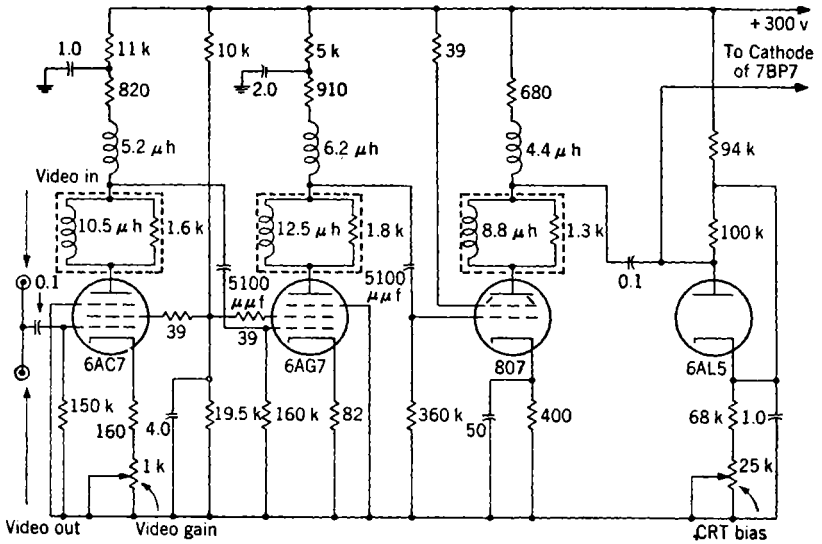 + 300 v
1.0
11 k
10 k
5 k
39
To Cathode
of 7BP7
820
2.0
910
680
94 k
5.2 μh
6.2 μh
4.4 μh
Video in
10.5 μh
1.6 k
12.5 μh
1.8 k
8.8 μh
1.3 k
100 k
0.1
5100
μμf
5100
μμf
0.1
39
39
6AC7
6AG7
807
6AL5
150 k
160
4.0
19.5 k
160 k
82
360 k
50
400
68 k
1.0
1 k
25 k
Video out
Video gain
CRT bias